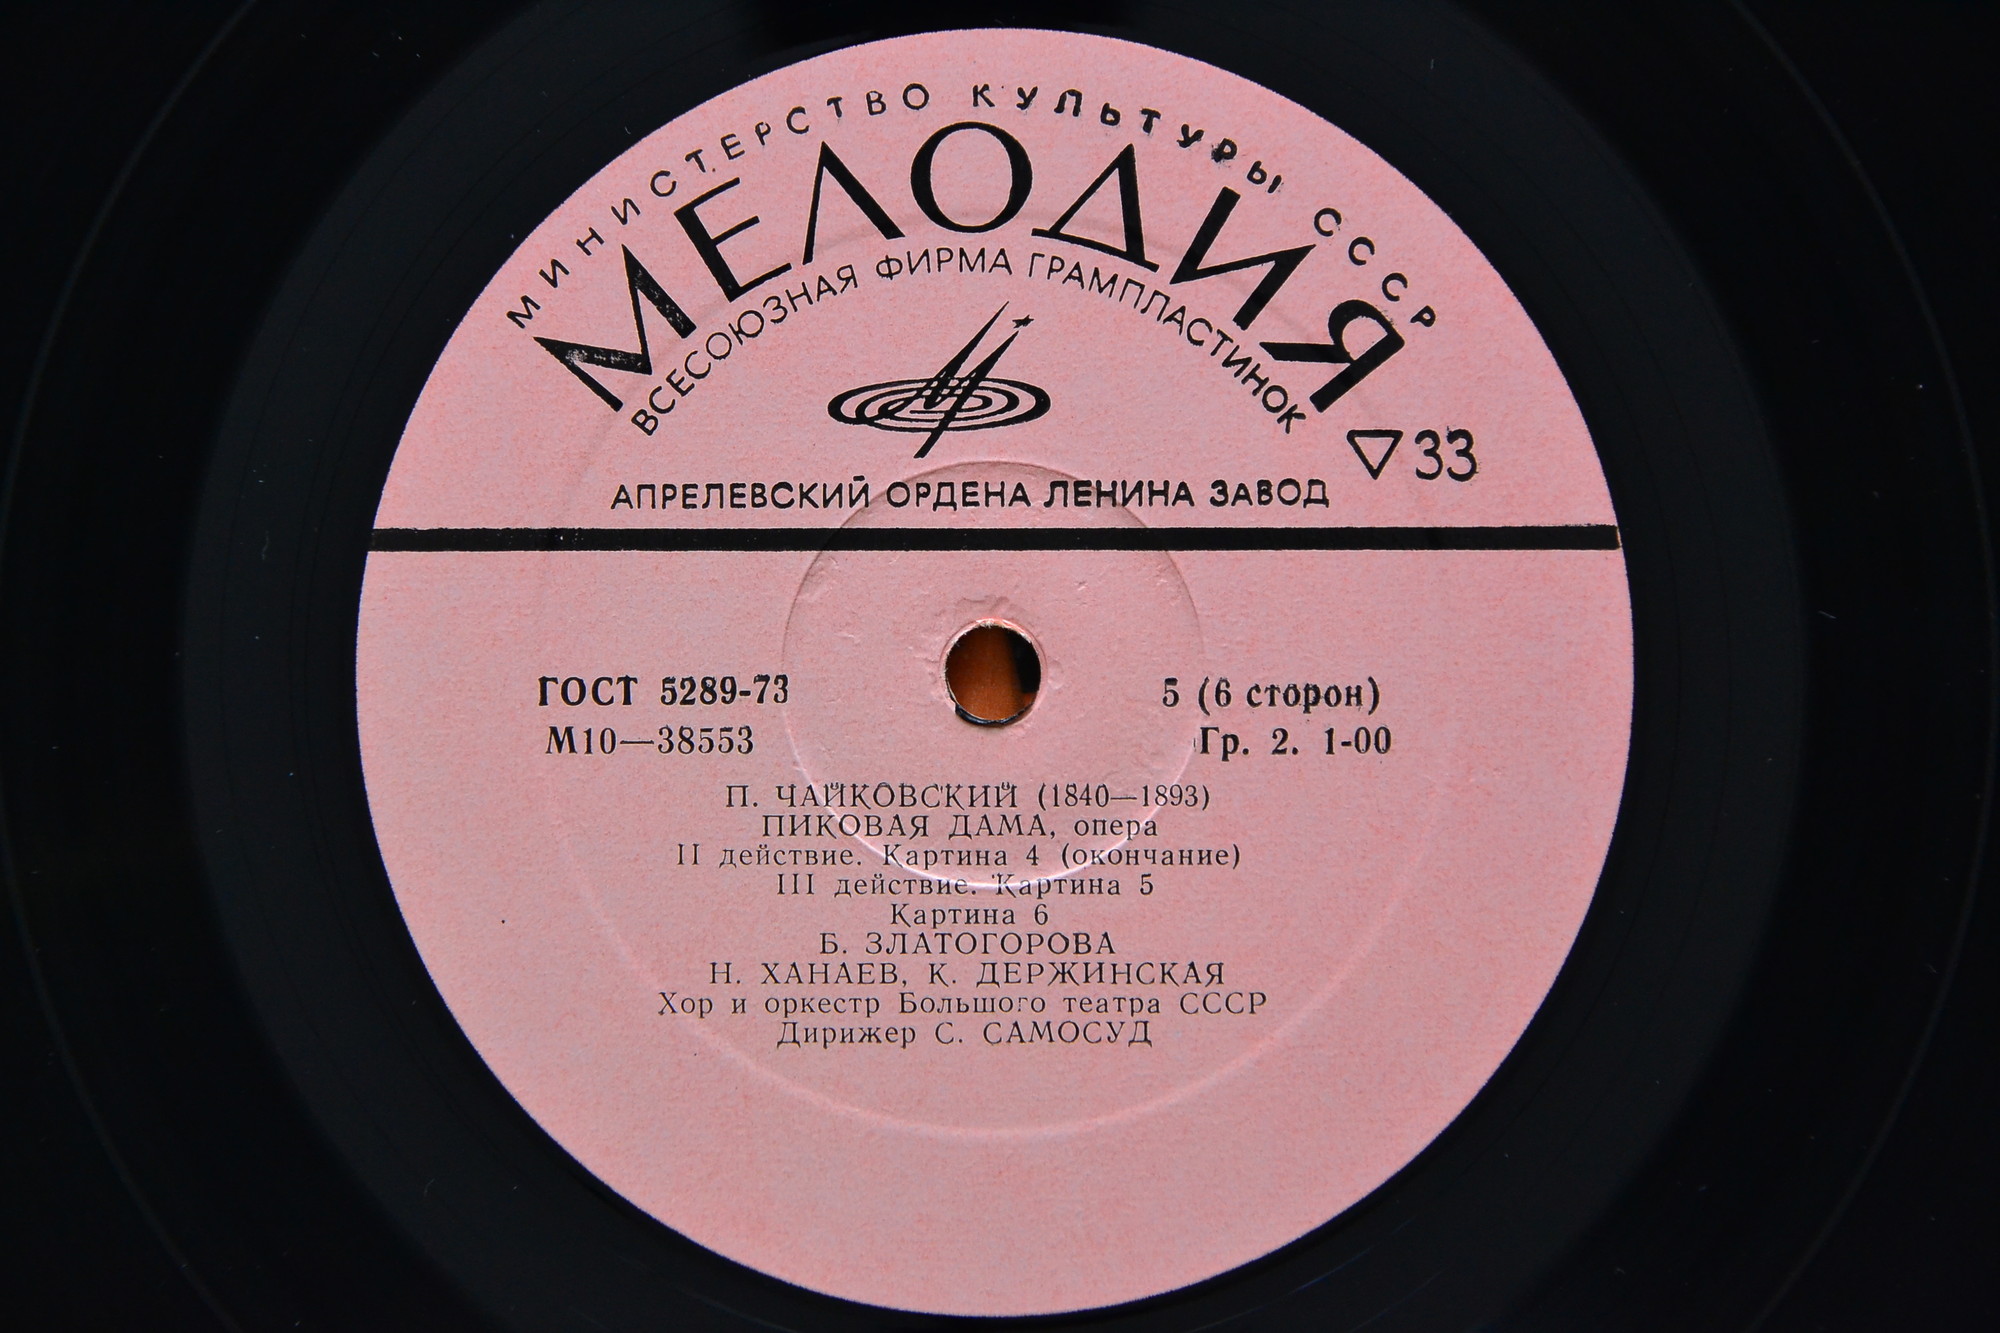 МИНИСТЕРСТВО КУЛЬТУРЫ СССР
МЕЛОДИЯ
ВСЕСОЮЗНАЯ ФИРМА ГРАМПЛАСТИНОК
▽33
АПРЕЛЕВСКИЙ ОРДЕНА ЛЕНИНА ЗАВОД
ГОСТ 5289-73
5 (6 сторон)
М10—38553
Гр. 2. 1-00
П. ЧАЙКОВСКИЙ (1840—1893)
ПИКОВАЯ ДАМА, опера
II действие. Картина 4 (окончание)
III действие. Картина 5
Картина 6
Б. ЗЛАТОГОРОВА
Н. ХАНАЕВ, К. ДЕРЖИНСКАЯ
Хор и оркестр Большого театра СССР
Дирижер С. САМОСУД